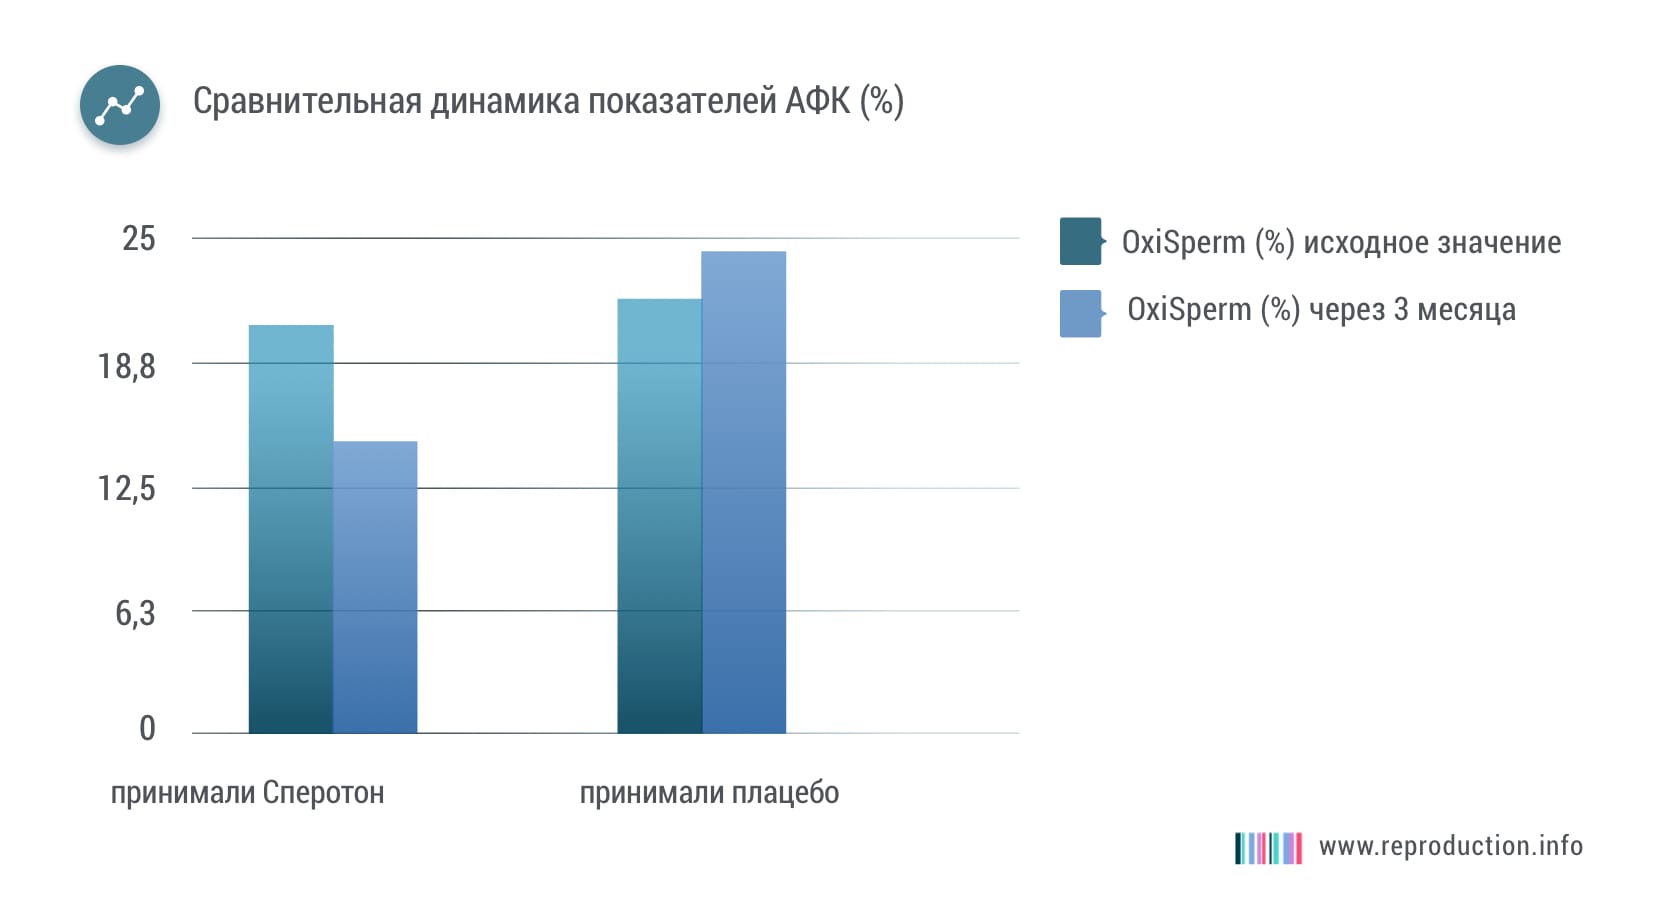 Сравнительная динамика показателей АФК (%)
25
18,8
12,5
6,3
0
принимали Сперотон
принимали плацебо
OxiSperm (%) исходное значение
OxiSperm (%) через 3 месяца
www.reproduction.info